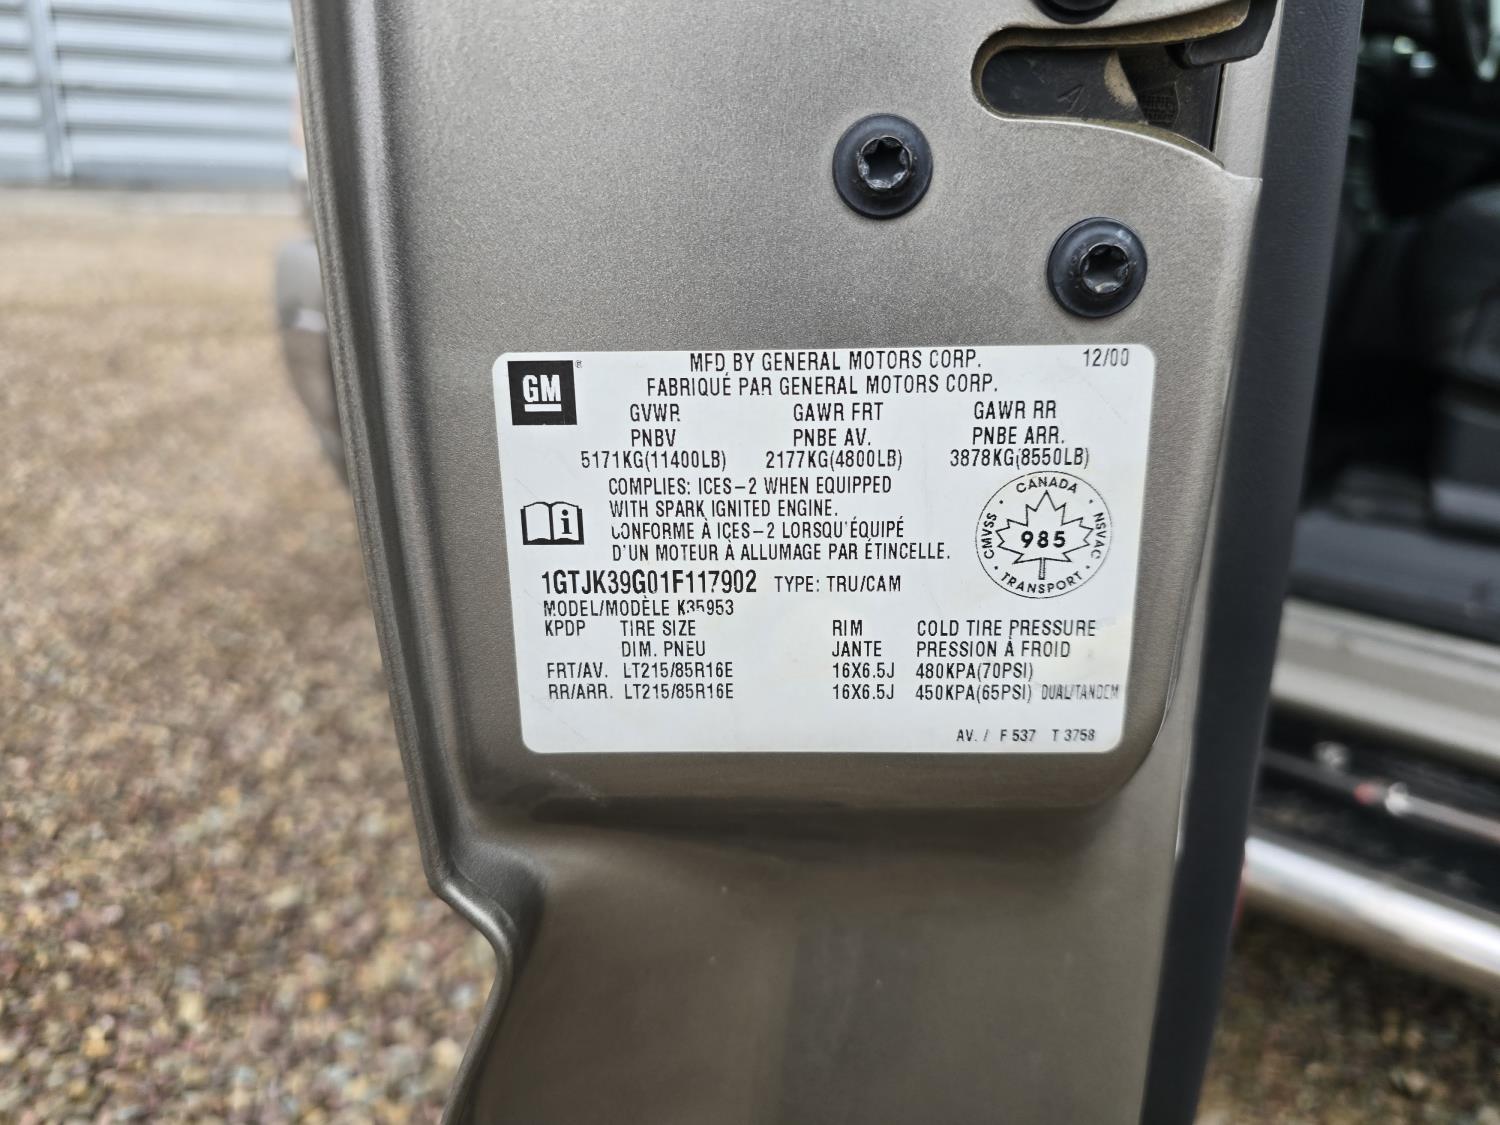 GM
MFD BY GENERAL MOTORS CORP. 12/00
FABRIQUÉ PAR GENERAL MOTORS CORP.
GVWR GAWR FRT GAWR RR
PNBV PNBE AV. PNBE ARR.
5171KG(11400LB) 2177KG(4800LB) 3878KG(8550LB)
COMPLIES: ICES-2 WHEN EQUIPPED
WITH SPARK IGNITED ENGINE.
CONFORME À ICES-2 LORSQU'ÉQUIPÉ
D'UN MOTEUR À ALLUMAGE PAR ÉTINCELLE.
CANADA
CMVSS 985 NSVAC
TRANSPORT
1GTJK39G01F117902 TYPE: TRU/CAM
MODEL/MODÈLE K35953
KPDP TIRE SIZE RIM COLD TIRE PRESSURE
DIM. PNEU JANTE PRESSION À FROID
FRT/AV. LT215/85R16E 16X6.5J 480KPA(70PSI)
RR/ARR. LT215/85R16E 16X6.5J 450KPA(65PSI) DUAL/TANDEM
AV. / F 537 T 3758